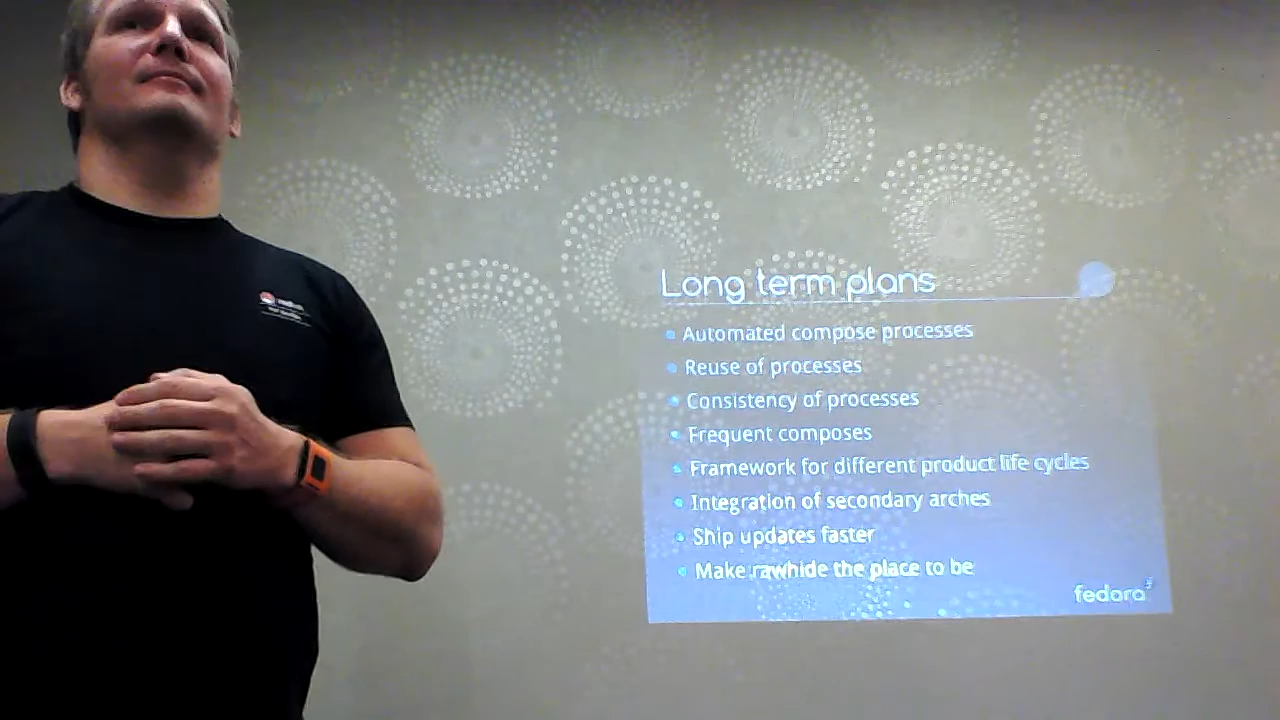 Long term plans
Automated compose processes
Reuse of processes
Consistency of processes
Frequent composes
Framework for different product life cycles
Integration of secondary arches
Ship updates faster
Make rawhide the place to be
fedora